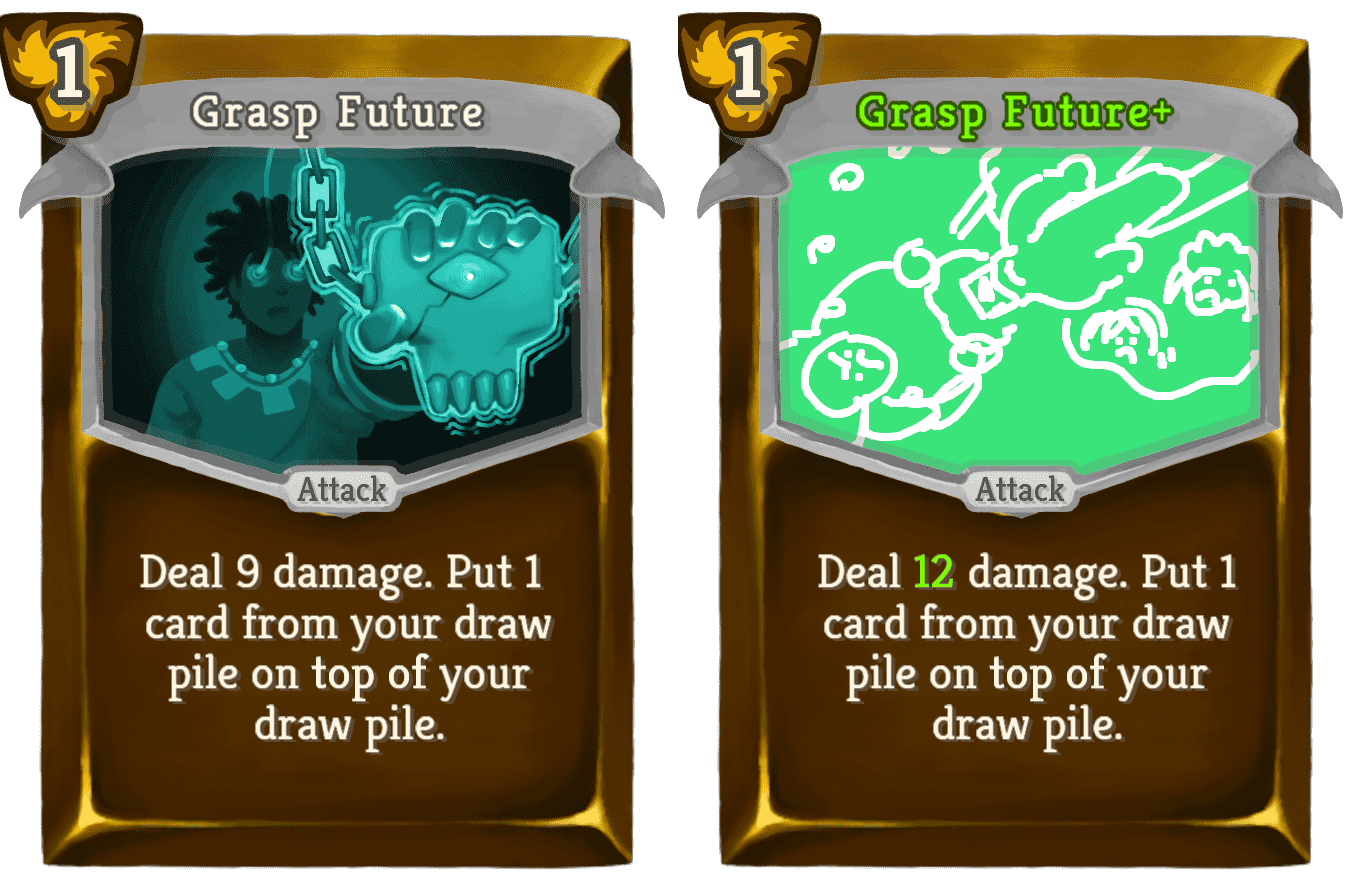 1
Grasp Future
Attack
Deal 9 damage. Put 1
card from your draw
pile on top of your
draw pile.
1
Grasp Future+
Attack
Deal 12 damage. Put 1
card from your draw
pile on top of your
draw pile.